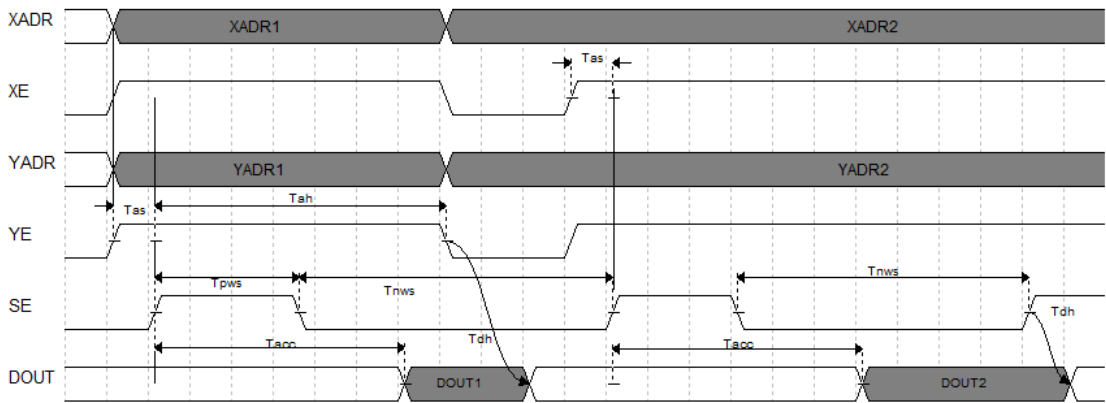 XADR XADR1 XADR2
Tas
XE
YADR YADR1 YADR2
Tas Tah
YE
Tpws Tnws Tnws
SE
Tacc Tdh Tacc Tdh
DOUT DOUT1 DOUT2